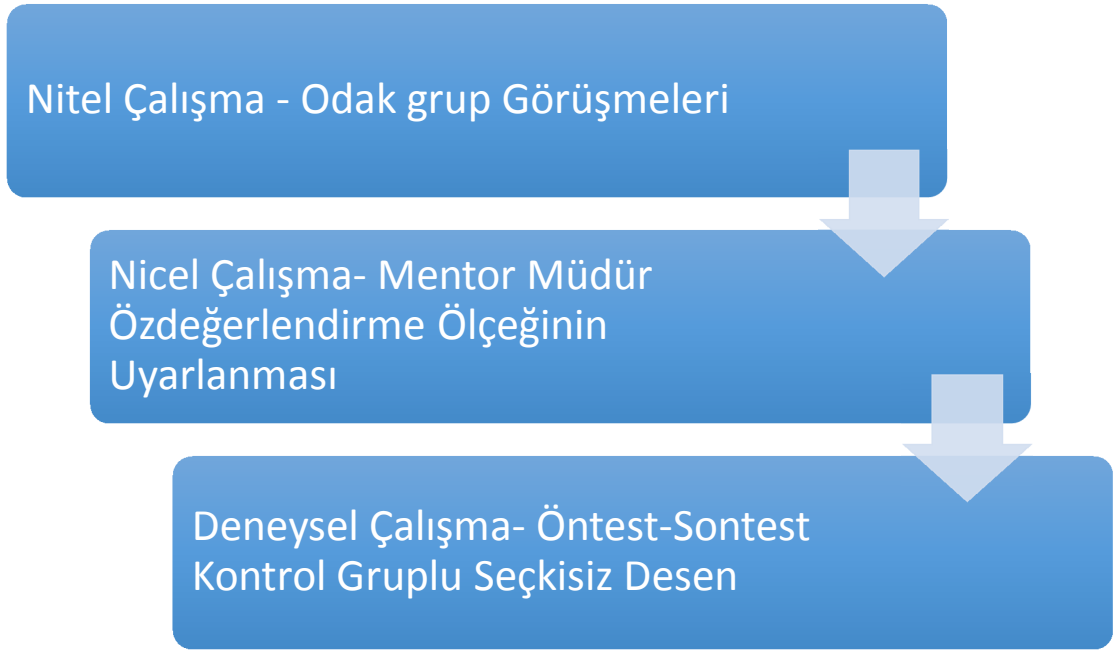 Nitel Çalışma - Odak grup Görüşmeleri
Nicel Çalışma- Mentor Müdür
Özdeğerlendirme Ölçeğinin
Uyarlanması
Deneysel Çalışma- Öntest-Sontest
Kontrol Gruplu Seçkisiz Desen